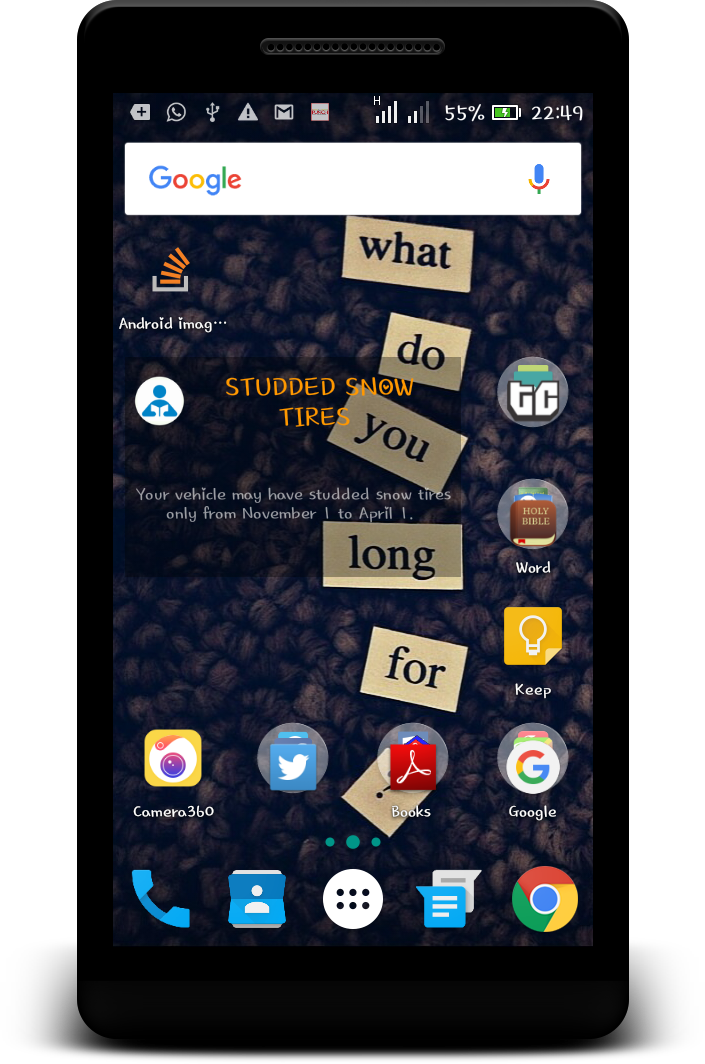 H
55%
22:49
Google
what
Android imag…
do
STUDDED SNOW
TIRES
you
GC
Your vehicle may have studded snow tires
only from November 1 to April 1.
HOLY
BIBLE
long
Word
for
Keep
?
Camera360
Books
Google